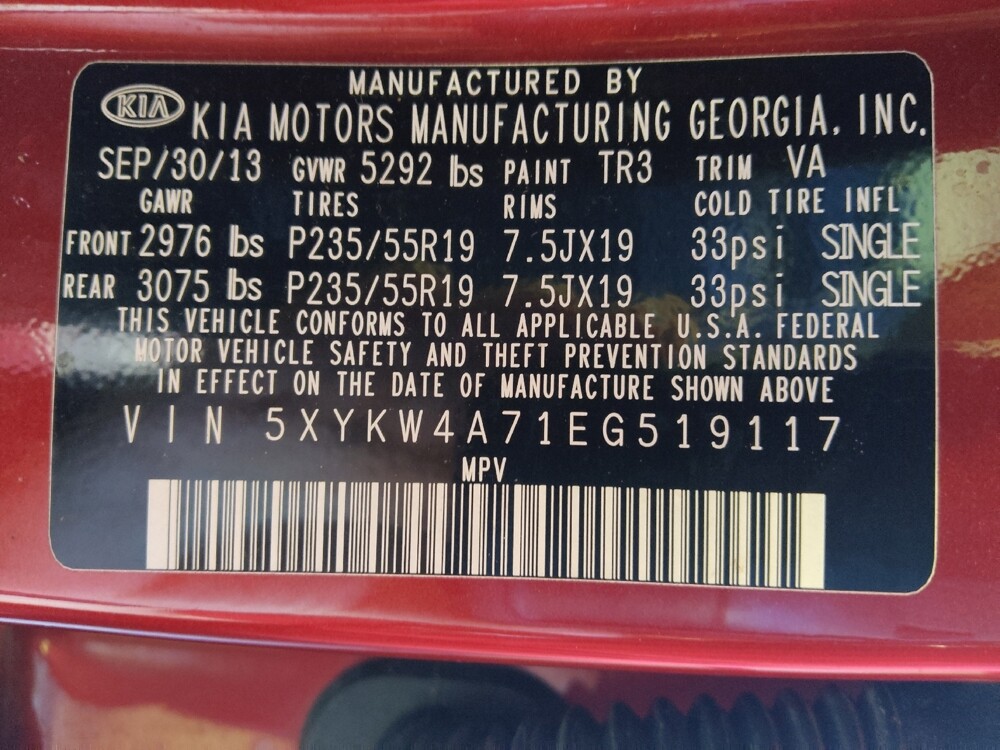 MANUFACTURED BY
KIA KIA MOTORS MANUFACTURING GEORGIA, INC.
SEP/30/13 GVWR 5292 lbs PAINT TR3 TRIM VA
GAWR TIRES RIMS COLD TIRE INFL
FRONT 2976 lbs P235/55R19 7.5JX19 33psi SINGLE
REAR 3075 lbs P235/55R19 7.5JX19 33psi SINGLE
THIS VEHICLE CONFORMS TO ALL APPLICABLE U.S.A. FEDERAL
MOTOR VEHICLE SAFETY AND THEFT PREVENTION STANDARDS
IN EFFECT ON THE DATE OF MANUFACTURE SHOWN ABOVE
VIN 5XYKW4A71EG519117
MPV